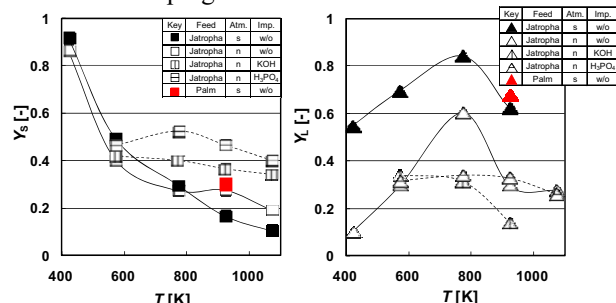 Key Feed Atm. Imp.
Jatropha s w/o
Jatropha n w/o
Jatropha n KOH
Jatropha n H₃PO₄
Palm s w/o
1
0.8
0.6
0.4
0.2
0
Y_S [-]
400 600 800 1000
T [K]
Key Feed Atm. Imp.
Jatropha s w/o
Jatropha n w/o
Jatropha n KOH
Jatropha n H₃PO₄
Palm s w/o
1
0.8
0.6
0.4
0.2
0
Y_L [-]
400 600 800 1000
T [K]